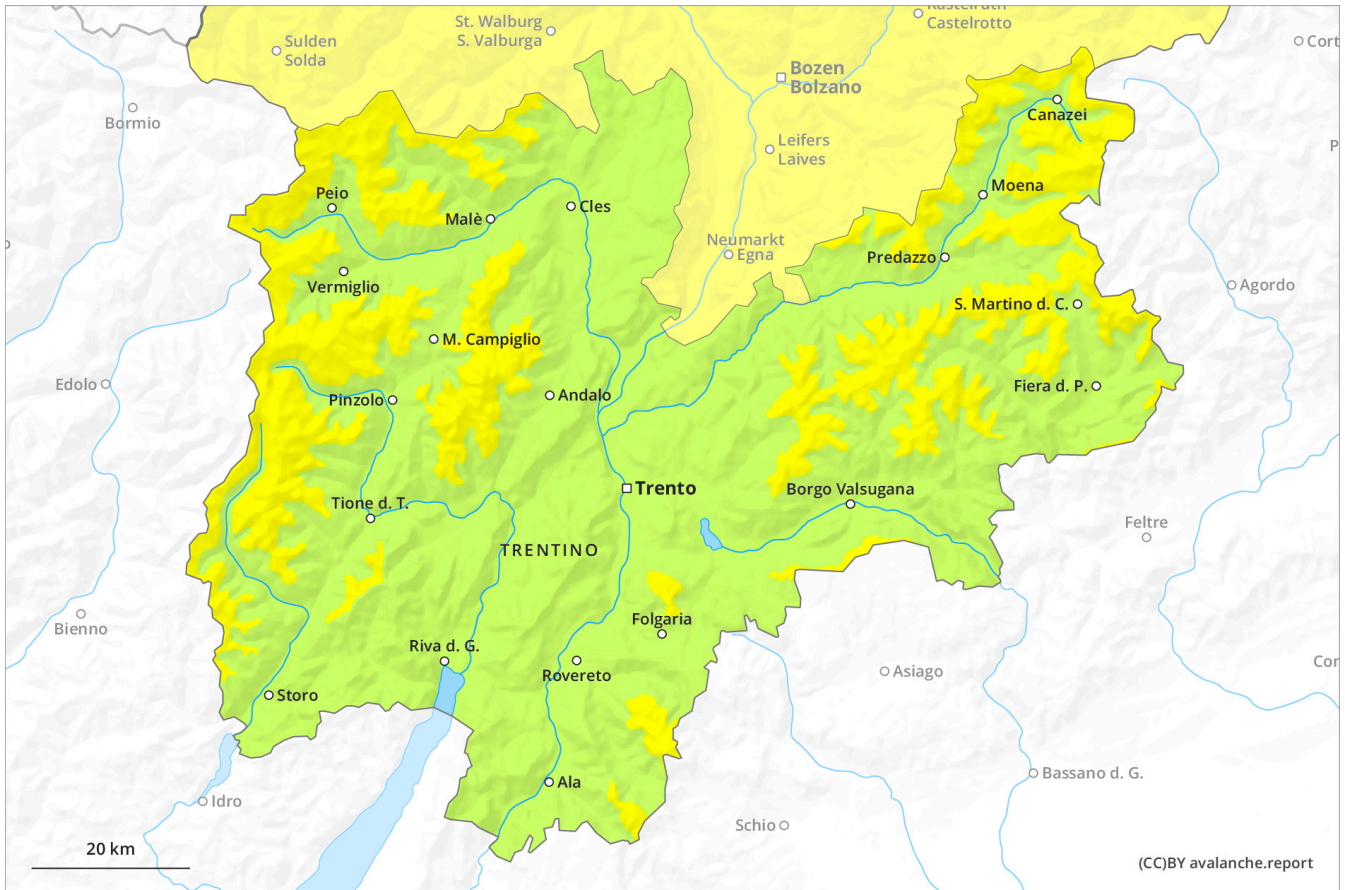 Kastelruth
Castelrotto
St. Walburg
S. Valburga
Sulden
Solda
Cort
Bozen
Bolzano
Bormio
Canazei
Leifers
Laives
P
Moena
Peio
Malè
Cles
Neumarkt
Egna
Predazzo
Vermiglio
Agordo
S. Martino d. C.
M. Campiglio
Edolo
Fiera d. P.
Andalo
Pinzolo
Trento
Borgo Valsugana
Tione d. T.
Feltre
TRENTINO
Bienno
Folgaria
Riva d. G.
Cor
Asiago
Rovereto
Storo
Bassano d. G.
Ala
Idro
Schio
20 km
(CC)BY avalanche.report